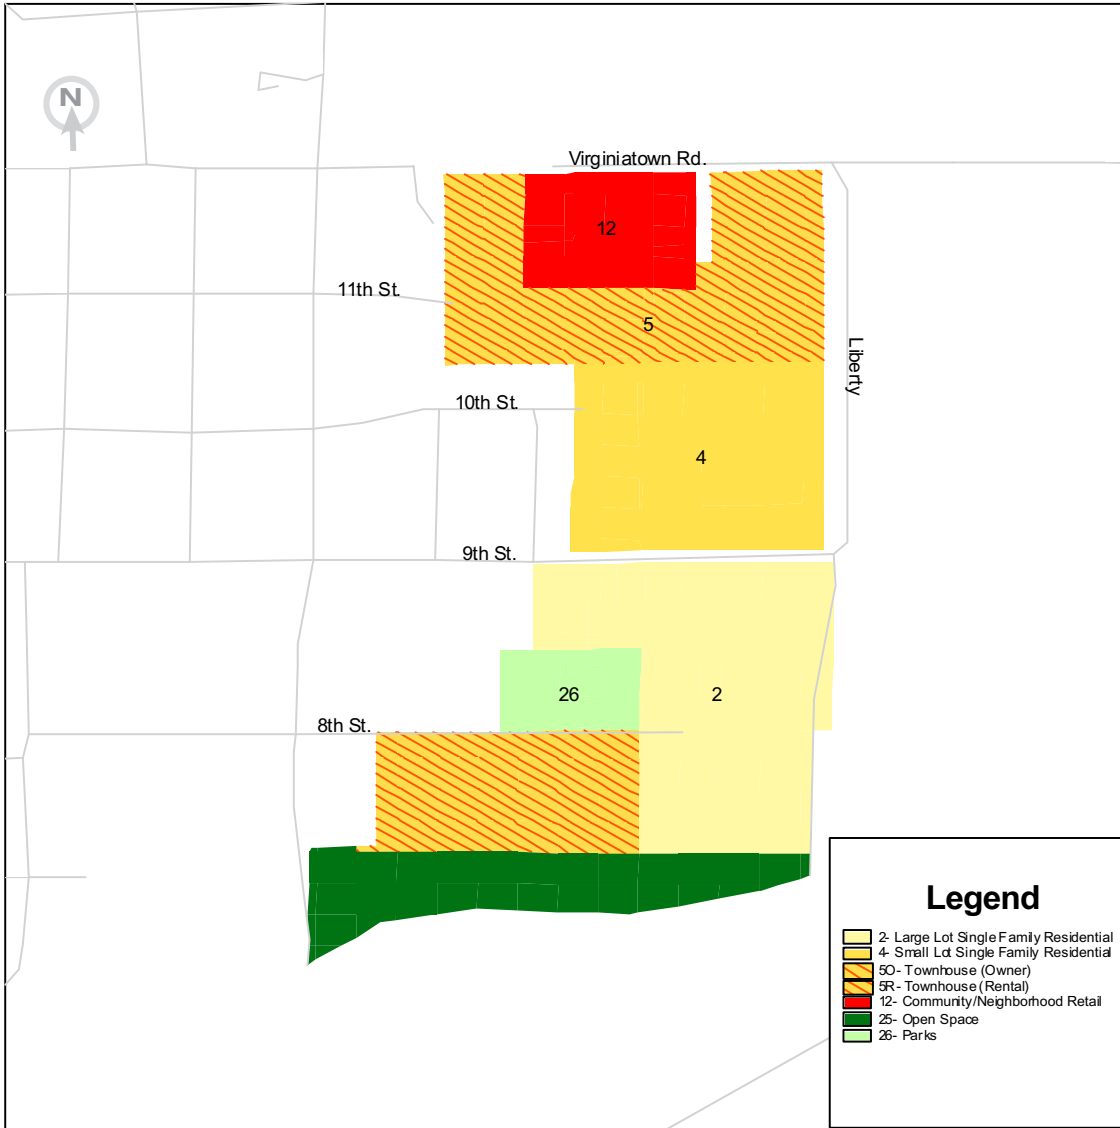 N
Virginiatown Rd.
12
11th St.
5
Liberty
10th St.
4
9th St.
26
2
8th St.
Legend
2- Large Lot Single Family Residential
4- Small Lot Single Family Residential
5O- Townhouse (Owner)
5R- Townhouse (Rental)
12- Community/Neighborhood Retail
25- Open Space
26- Parks